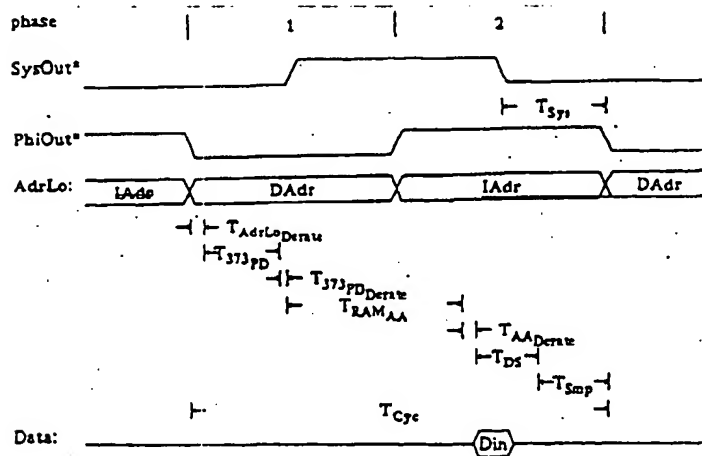 phase 1 2
SysOut*
TSys
PhiOut*
AdrLo: IAdr DAdr IAdr DAdr
TAdrLoDerate
T373PD
T373PDDerate
TRAMAA
TAADerate
TDS
TSmp
TCyc
Data: Din